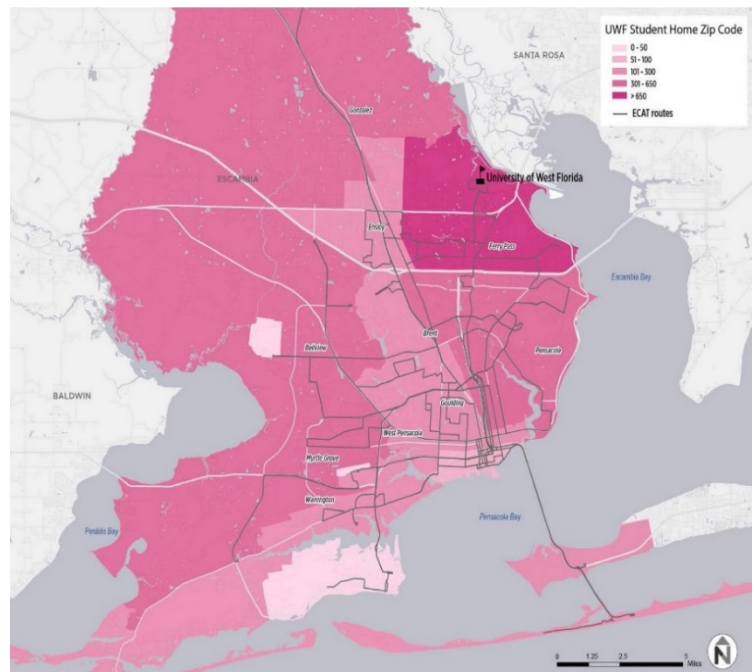 UWF Student Home Zip Code
0 - 50
51 - 100
101 - 300
301 - 650
> 650
ECAT routes
SANTA ROSA
Gonzalez
ESCAMBIA
University of West Florida
Ensley
Ferry Pass
Escambia Bay
Brent
Bellview
Pensacola
BALDWIN
Goulding
West Pensacola
Myrtle Grove
Warrington
Perdido Bay
Pensacola Bay
0 1.25 2.5 5
Miles
N